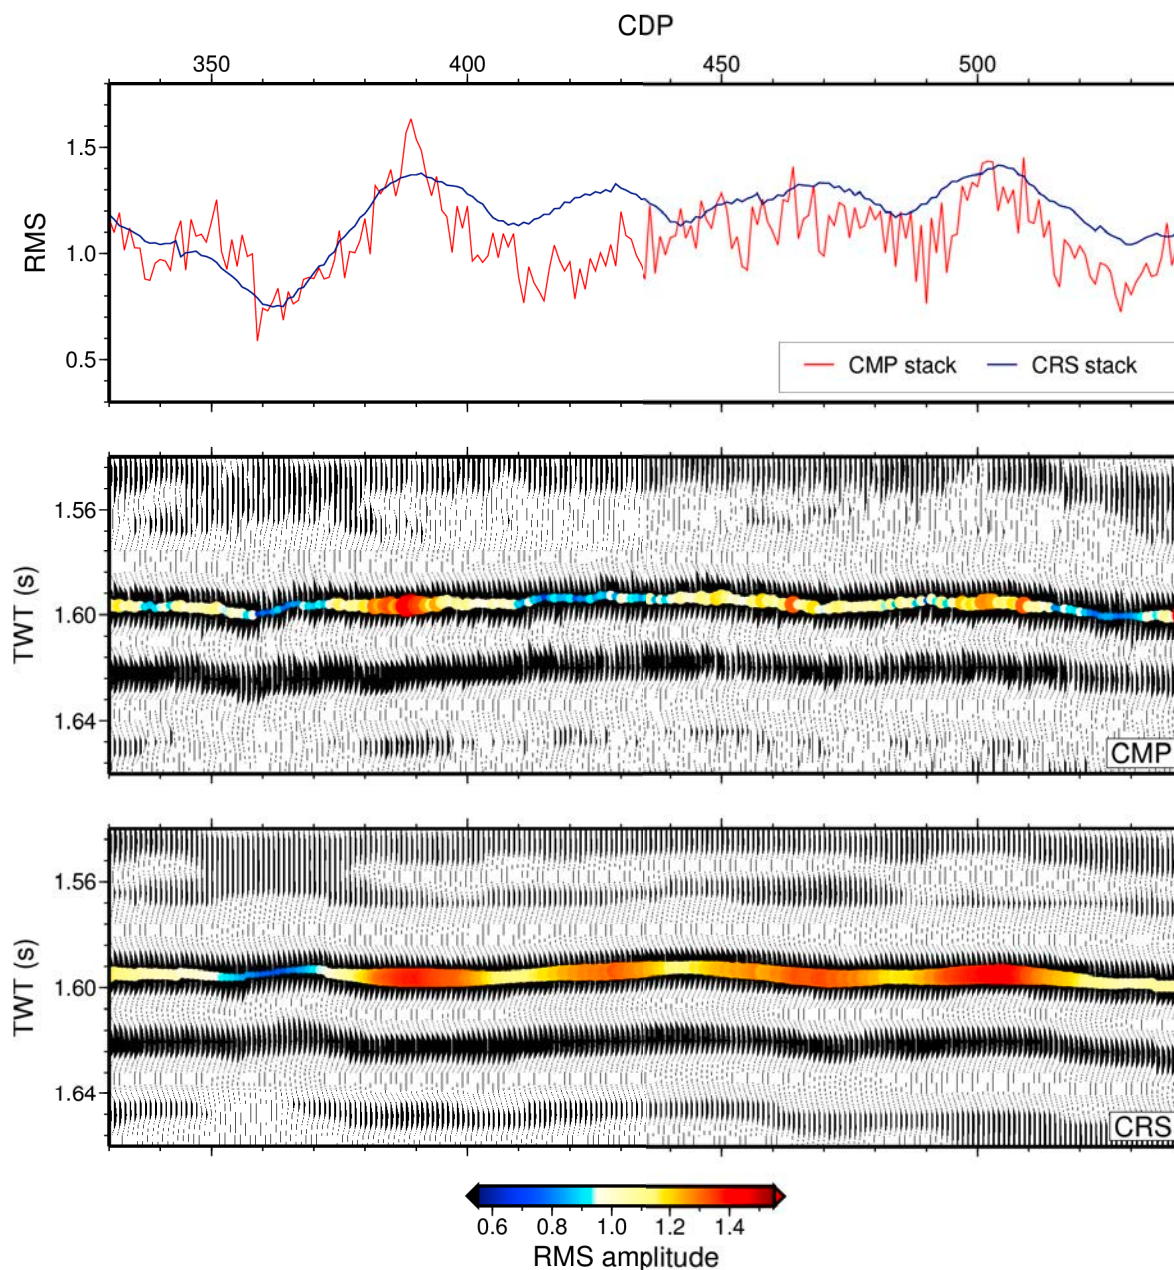 CDP
350 400 450 500
1.5
1.0
0.5
RMS
CMP stack CRS stack
1.56
1.60
1.64
TWT (s)
CMP
1.56
1.60
1.64
TWT (s)
CRS
0.6 0.8 1.0 1.2 1.4
RMS amplitude